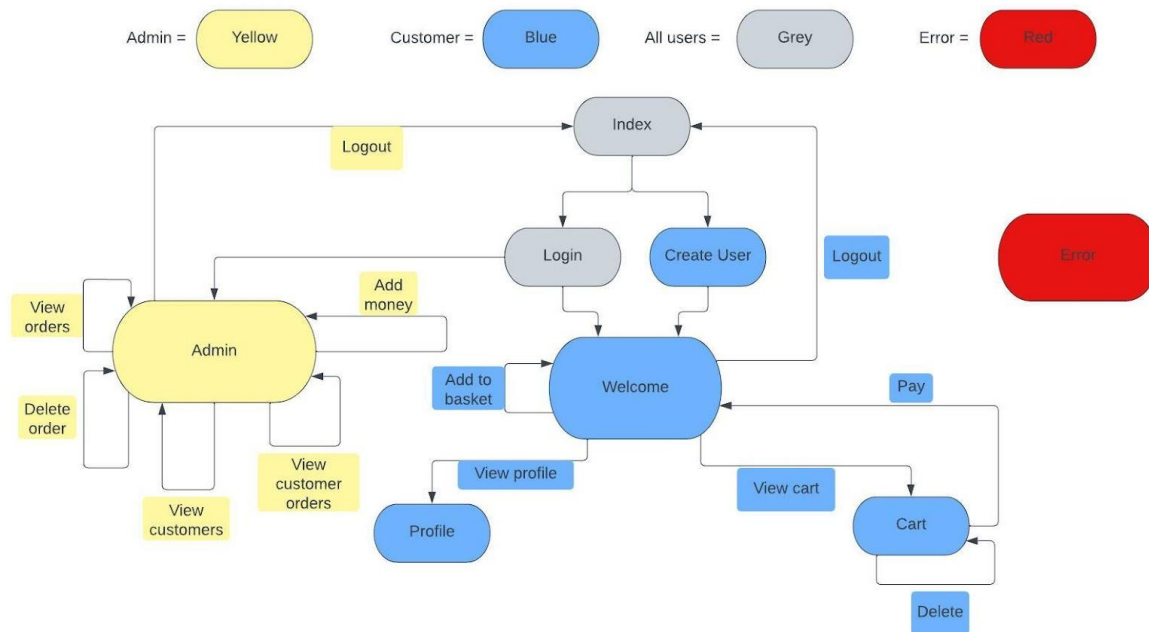 Admin =
Yellow
Customer =
Blue
All users =
Grey
Error =
Red
Index
Logout
Login
Create User
Logout
Error
View
orders
Add
money
Admin
Welcome
Add to
basket
Pay
Delete
order
View profile
View
customer
orders
View cart
View
customers
Profile
Cart
Delete